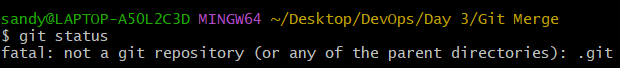 sandy@LAPTOP-A5OL2C3D MINGW64 ~/Desktop/DevOps/Day 3/Git Merge
$ git status
fatal: not a git repository (or any of the parent directories): .git